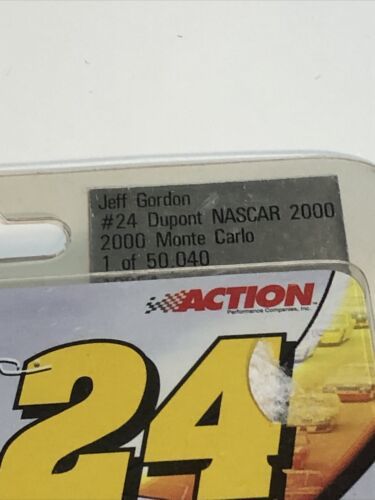 Jeff Gordon
#24 Dupont NASCAR 2000
2000 Monte Carlo
1 of 50,040
ACTION
Performance Companies, Inc.
24